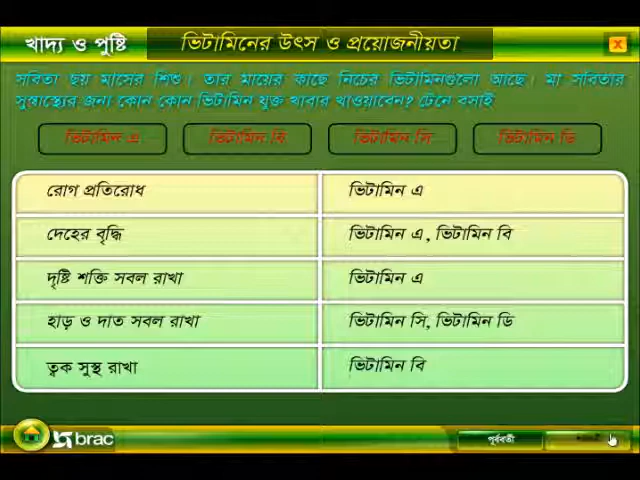 খাদ্য ও পুষ্টি
ভিটামিনের উৎস ও প্রয়োজনীয়তা
X
সবিতা ছয় মাসের শিশু। তার মায়ের কাছে নিচের ভিটামিনগুলো আছে। মা সবিতার
সুস্বাস্থ্যের জন্য কোন কোন ভিটামিন যুক্ত খাবার খাওয়াবেন? টেনে বসাই
ভিটামিন এ ভিটামিন বি ভিটামিন সি ভিটামিন ডি
রোগ প্রতিরোধ ভিটামিন এ
দেহের বৃদ্ধি ভিটামিন এ, ভিটামিন বি
দৃষ্টি শক্তি সবল রাখা ভিটামিন এ
হাড় ও দাত সবল রাখা ভিটামিন সি, ভিটামিন ডি
ত্বক সুস্থ রাখা ভিটামিন বি
brac
পূর্ববর্তী